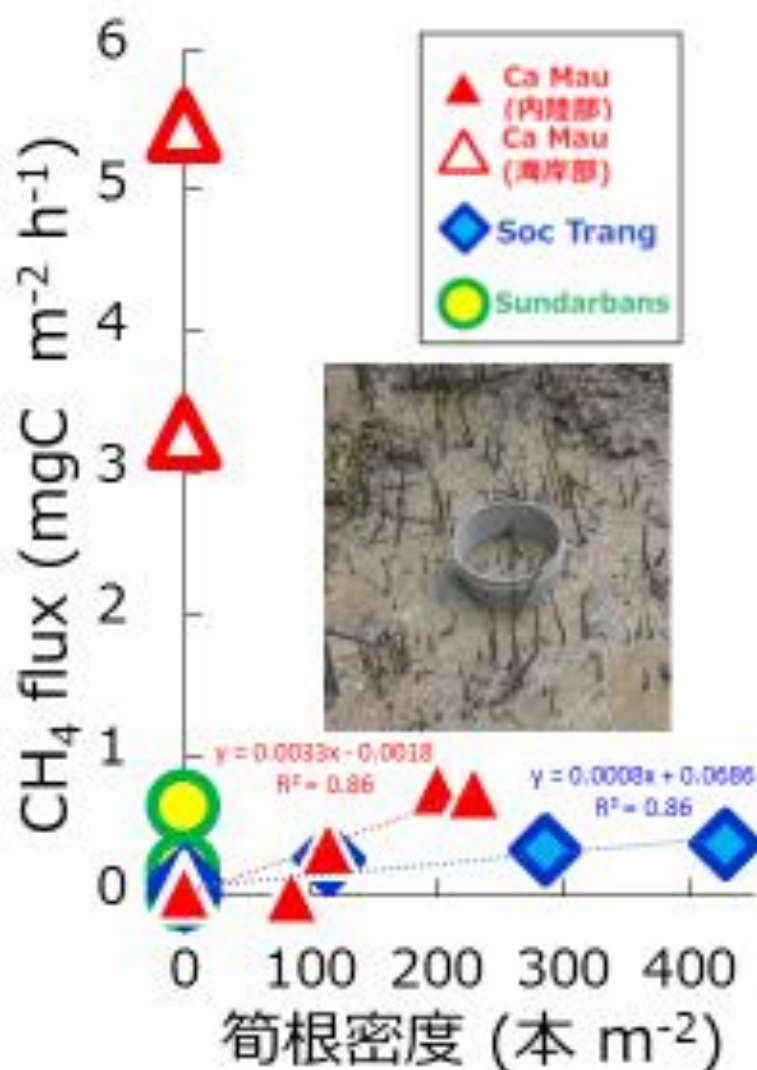 6
5
4
3
2
1
0
CH₄ flux (mgC m⁻² h⁻¹)
Ca Mau
(内陸部)
Ca Mau
(海岸部)
Soc Trang
Sundarbans
y = 0.0033x - 0.0018
R² = 0.86
y = 0.0008x + 0.0686
R² = 0.86
0 100 200 300 400
筍根密度 (本 m⁻²)